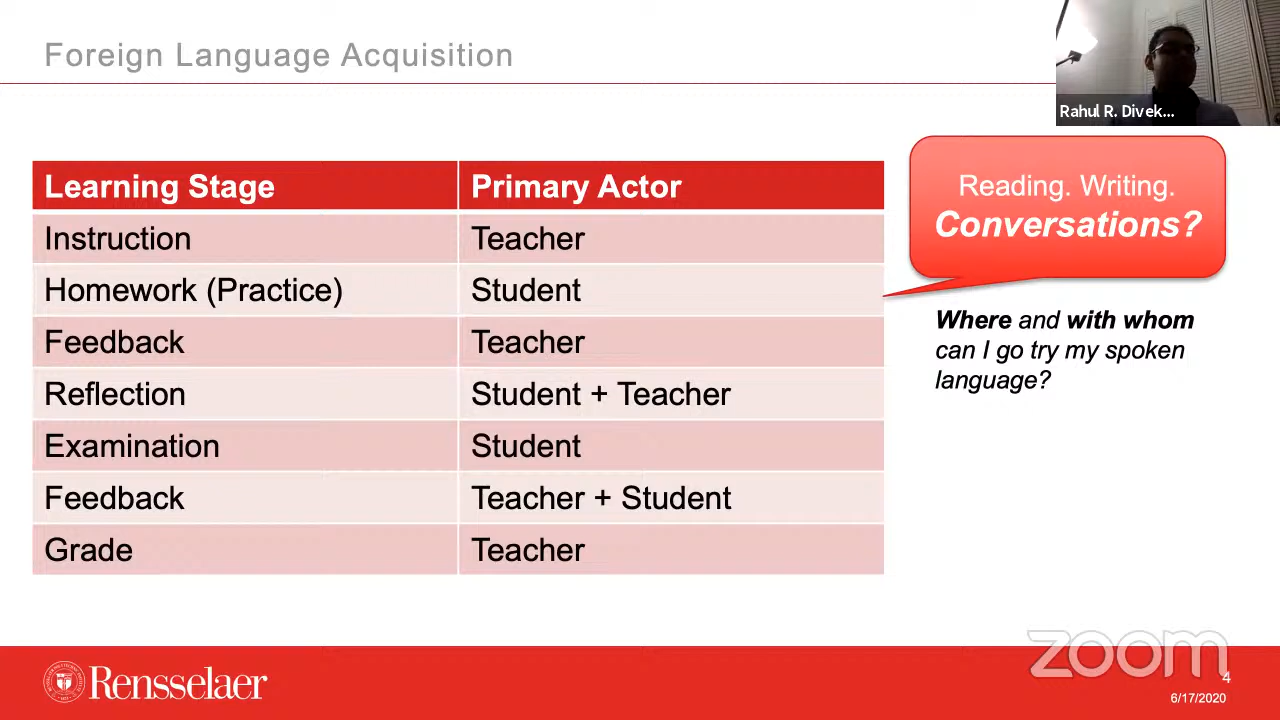 Foreign Language Acquisition
Rahul R. Divek...
Learning Stage Primary Actor
Instruction Teacher
Homework (Practice) Student
Feedback Teacher
Reflection Student + Teacher
Examination Student
Feedback Teacher + Student
Grade Teacher
Reading. Writing.
Conversations?
Where and with whom
can I go try my spoken
language?
zoom
Rensselaer
4
6/17/2020